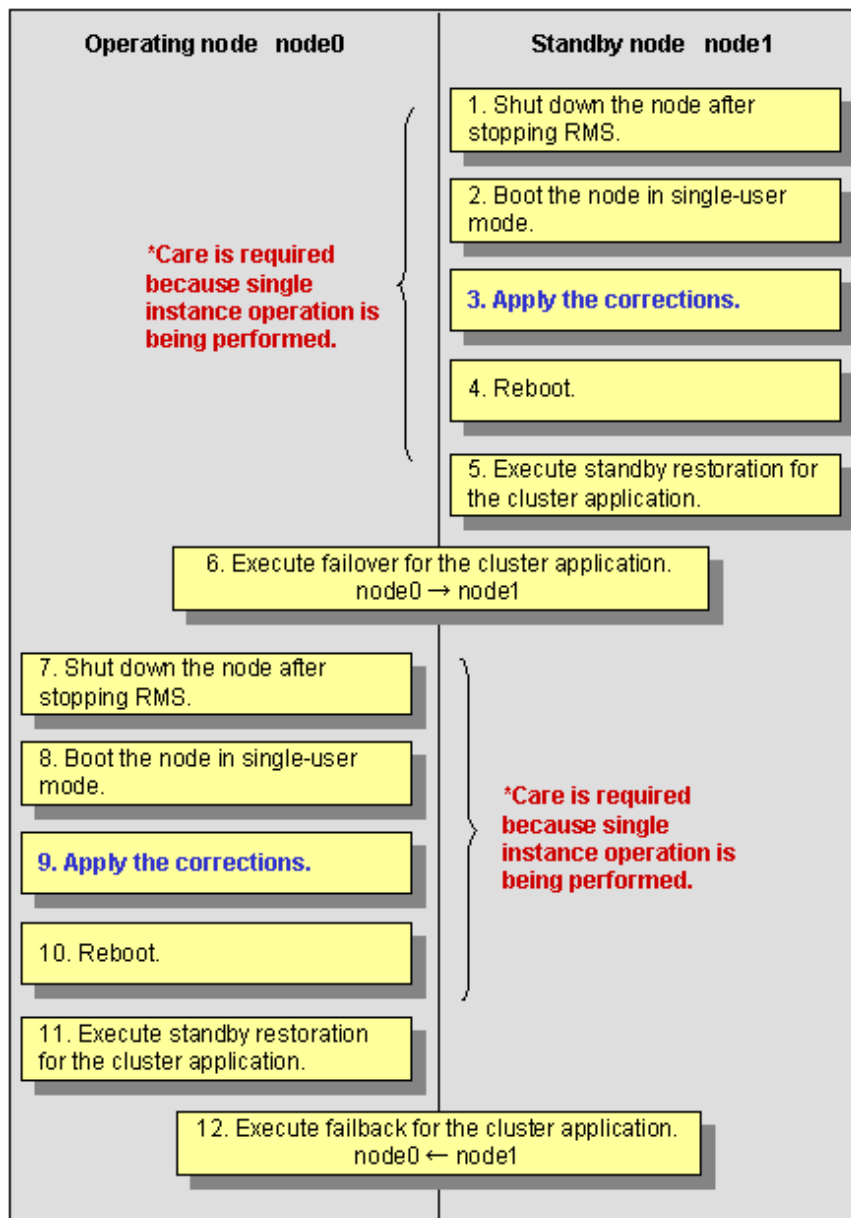 Operating node node0
Standby node node1
1. Shut down the node after
stopping RMS.
2. Boot the node in single-user
mode.
*Care is required
because single
instance operation is
being performed.
3. Apply the corrections.
4. Reboot.
5. Execute standby restoration for
the cluster application.
6. Execute failover for the cluster application.
node0 → node1
7. Shut down the node after
stopping RMS.
8. Boot the node in single-user
mode.
*Care is required
because single
instance operation is
being performed.
9. Apply the corrections.
10. Reboot.
11. Execute standby restoration
for the cluster application.
12. Execute failback for the cluster application.
node0 ← node1